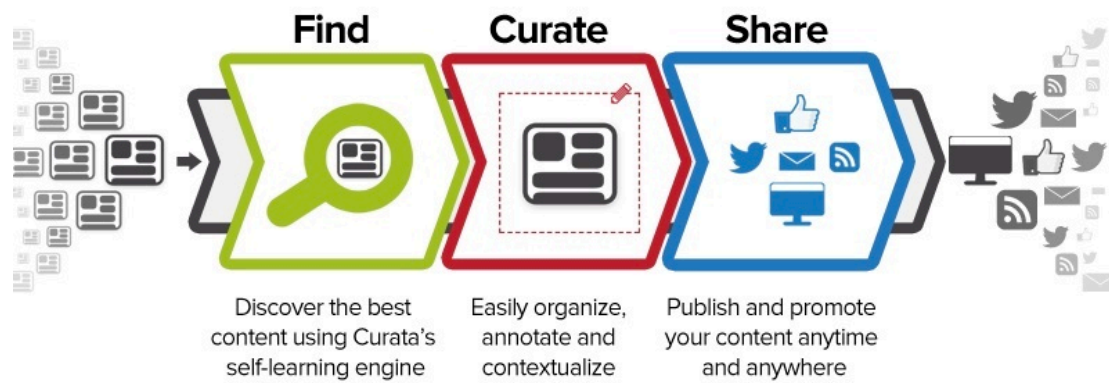 Find
Curate
Share
Discover the best
content using Curata's
self-learning engine
Easily organize,
annotate and
contextualize
Publish and promote
your content anytime
and anywhere